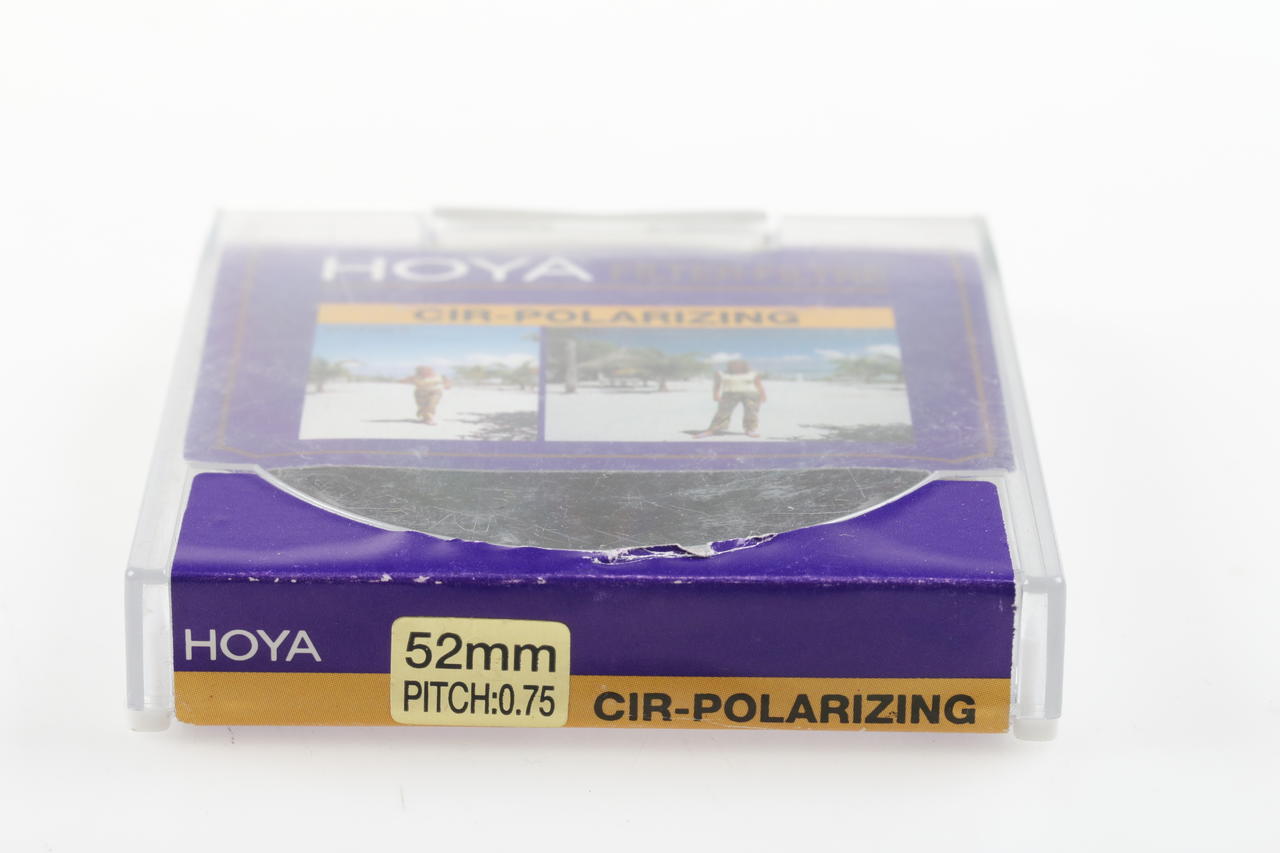 HOYA
CIR-POLARIZING
HOYA
52mm
PITCH:0.75
CIR-POLARIZING